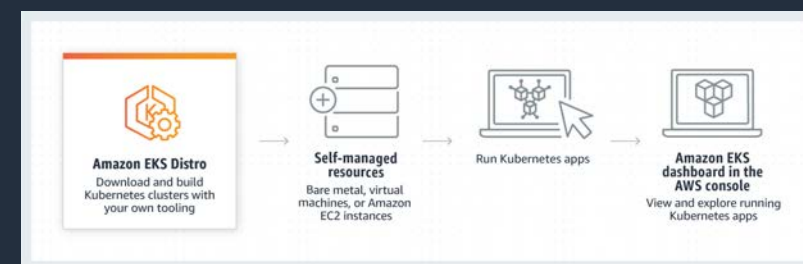 Amazon EKS Distro
Download and build
Kubernetes clusters with
your own tooling
Self-managed
resources
Bare metal, virtual
machines, or Amazon
EC2 instances
Run Kubernetes apps
Amazon EKS
dashboard in the
AWS console
View and explore running
Kubernetes apps